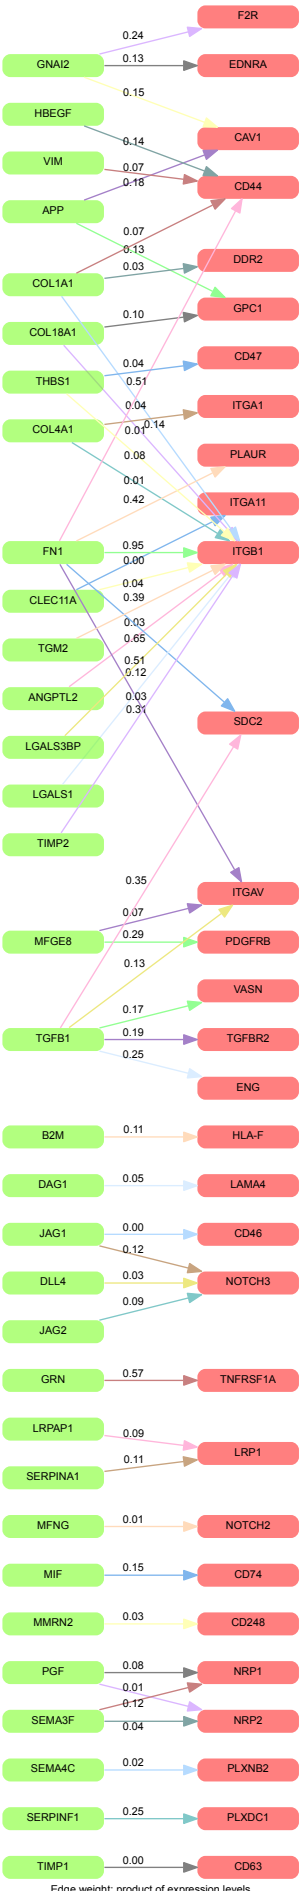 F2R
0.24
GNAI2
0.13
EDNRA
0.15
HBEGF
0.14
CAV1
VIM
0.07
CD44
0.18
APP
0.07
0.13
DDR2
COL1A1
0.03
GPC1
COL18A1
0.10
CD47
THBS1
0.04
0.51
ITGA1
COL4A1
0.04
0.14
0.01
PLAUR
0.08
0.01
ITGA11
0.42
FN1
0.95
ITGB1
0.00
CLEC11A
0.04
0.39
TGM2
0.03
0.65
ANGPTL2
0.51
0.12
LGALS3BP
0.03
0.31
SDC2
LGALS1
TIMP2
0.35
ITGAV
0.07
MFGE8
0.29
PDGFRB
0.13
VASN
0.17
TGFB1
0.19
TGFBR2
0.25
ENG
B2M
0.11
HLA-F
DAG1
0.05
LAMA4
JAG1
0.00
CD46
0.12
DLL4
0.03
NOTCH3
0.09
JAG2
GRN
0.57
TNFRSF1A
LRPAP1
0.09
LRP1
0.11
SERPINA1
MFNG
0.01
NOTCH2
MIF
0.15
CD74
MMRN2
0.03
CD248
PGF
0.08
NRP1
0.01
0.12
SEMA3F
0.04
NRP2
SEMA4C
0.02
PLXNB2
SERPINF1
0.25
PLXDC1
TIMP1
0.00
CD63
Edge weight: product of expression levels